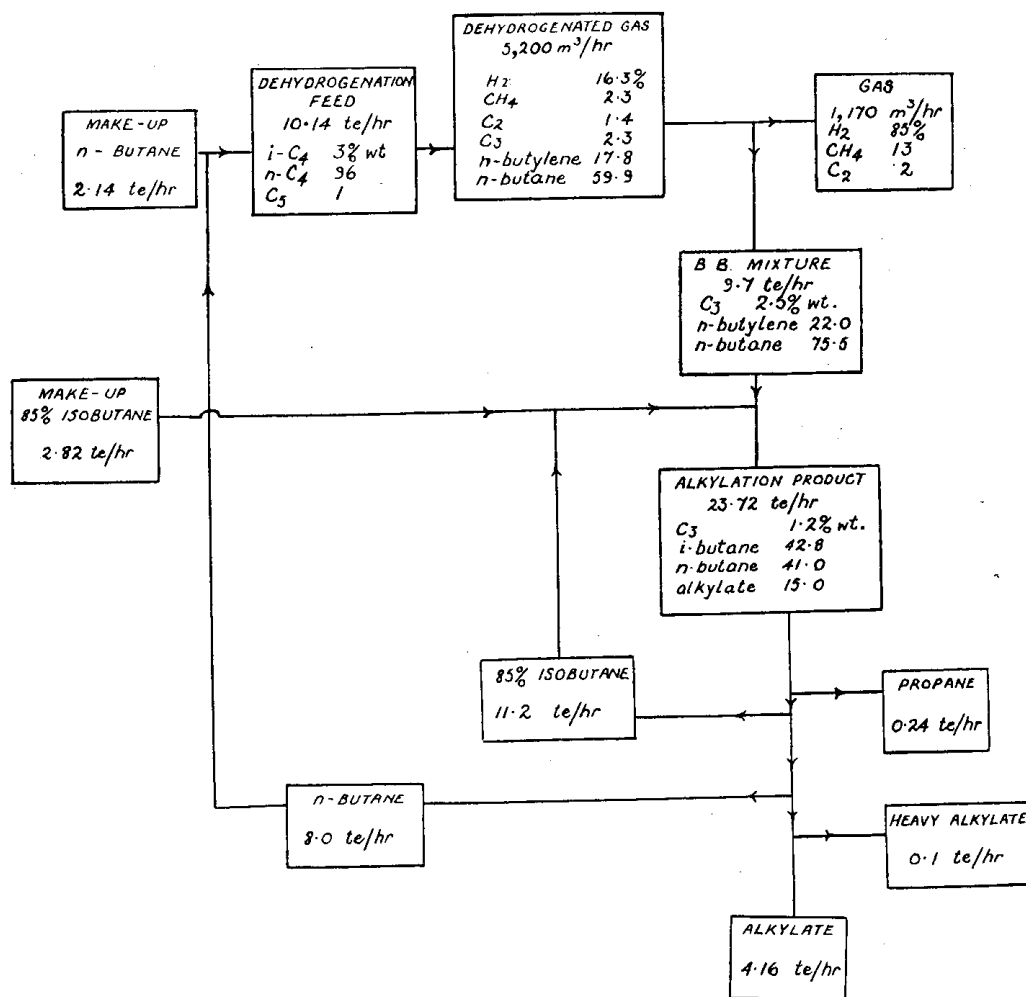 DEHYDROGENATED GAS
5,200 m³/hr
H2 16.3%
CH4 2.3
C2 1.4
C3 2.3
n-butylene 17.8
n-butane 59.9
DEHYDROGENATION
FEED
10.14 te/hr
i-C4 3% wt
n-C4 96
C5 1
MAKE-UP
n-BUTANE
2.14 te/hr
GAS
1,170 m³/hr
H2 85%
CH4 13
C2 2
B B. MIXTURE
9.7 te/hr
C3 2.5% wt.
n-butylene 22.0
n-butane 75.5
MAKE-UP
85% ISOBUTANE
2.82 te/hr
ALKYLATION PRODUCT
23.72 te/hr
C3 1.2% wt.
i-butane 42.8
n-butane 41.0
alkylate 15.0
85% ISOBUTANE
11.2 te/hr
PROPANE
0.24 te/hr
n-BUTANE
8.0 te/hr
HEAVY ALKYLATE
0.1 te/hr
ALKYLATE
4.16 te/hr